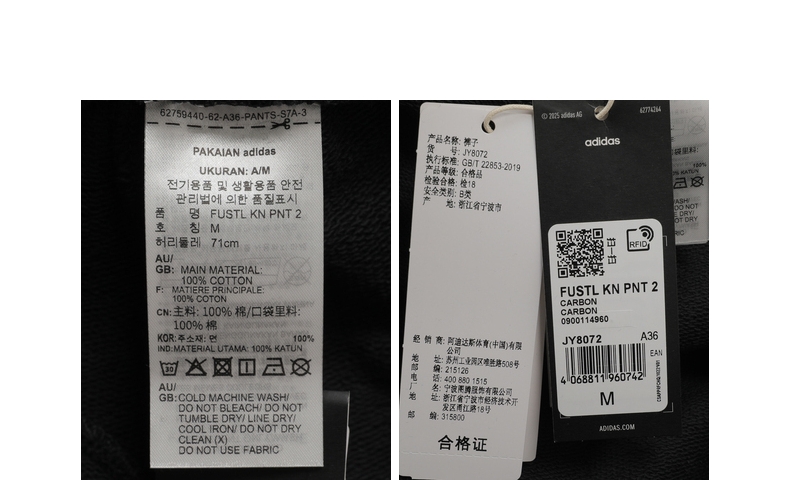 62759440-62-A36-PANTS-S7A-3
PAKAIAN adidas
UKURAN: A/M
전기용품 및 생활용품 안전
관리법에 의한 품질표시
품 명 FUSTL KN PNT 2
호 칭 M
허리둘레 71cm
AU/
GB: MAIN MATERIAL:
100% COTTON
F: MATIERE PRINCIPALE:
100% COTON
CN: 主料: 100% 棉/口袋里料:
100% 棉
KOR: 주소재: 면 100%
IND: MATERIAL UTAMA: 100% KATUN
30
AU/
GB: COLD MACHINE WASH/
DO NOT BLEACH/ DO NOT
TUMBLE DRY/ LINE DRY/
COOL IRON/ DO NOT DRY
CLEAN (X)
DO NOT USE FABRIC
产品名称: 裤子
货 号: JY8072
执行标准: GB/T 22853-2019
产品等级: 合格品
检验合格: 检18
安全类别: B类
产 地: 浙江省宁波市
经 销 商: 阿迪达斯体育(中国)有限
公司
地 址: 苏州工业园区唯胜路508号
邮 编: 215126
电 话: 400 880 1515
名 称: 宁波甬腾服饰有限公司
地 址: 浙江省宁波市经济技术开
发区甬江路18号
邮 编: 315800
合格证
© 2025 adidas AG
62774264
adidas
RFID
FUSTL KN PNT 2
CARBON
CARBON
0900114960
JY8072 A36
EAN
4 068811 960742
M
ADIDAS.COM
100%
KATUN